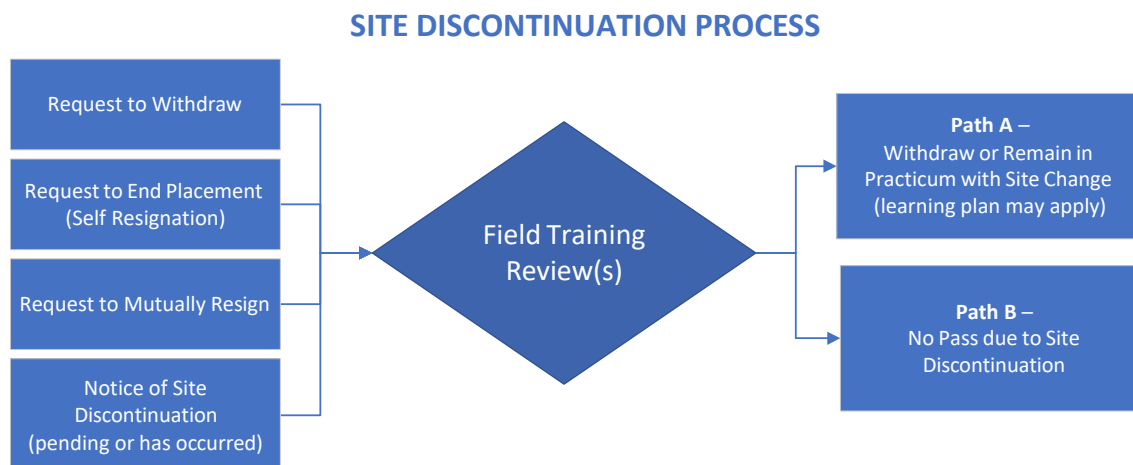 SITE DISCONTINUATION PROCESS
Request to Withdraw
Request to End Placement
(Self Resignation)
Request to Mutually Resign
Notice of Site
Discontinuation
(pending or has occurred)
Field Training
Review(s)
Path A –
Withdraw or Remain in
Practicum with Site Change
(learning plan may apply)
Path B –
No Pass due to Site
Discontinuation